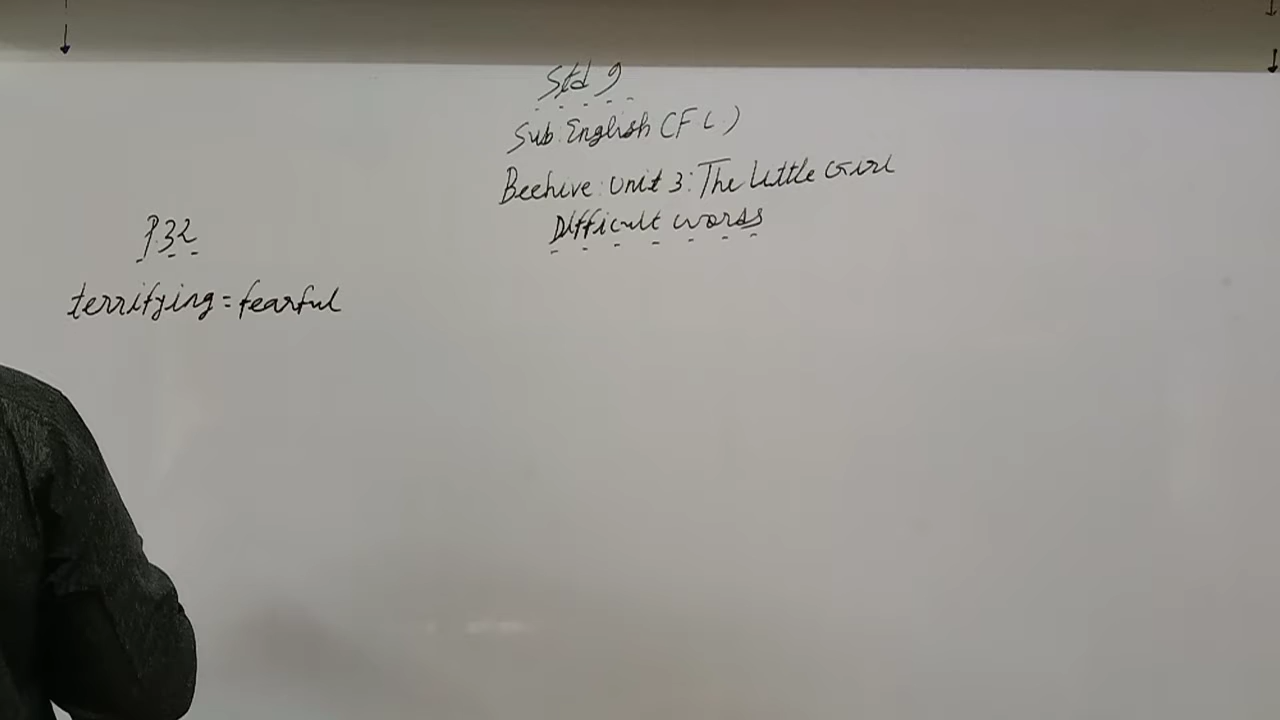 Std 9
Sub: English (F L)
Beehive: Unit 3: The Little Girl
Difficult words
P.32
terrifying = fearful